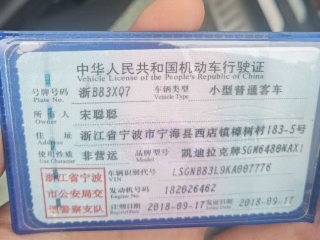 中华人民共和国机动车行驶证
Vehicle License of the People's Republic of China
号牌号码 浙B83XQ7 车辆类型 小型普通客车
Plate No. Vehicle Type
所有人 宋聪聪
Owner
住址 浙江省宁波市宁海县西店镇樟树村183-5号
Address
使用性质 非营运 品牌型号 凯迪拉克牌SGM6480NAX1
Use Character Model
浙江省宁波市公安局交通警察支队
车辆识别代号 LSGNB83L9KA007776
VIN
发动机号码 182026462
Engine No.
注册日期 2018-09-17 发证日期 2018-09-17
Register Date Issue Date